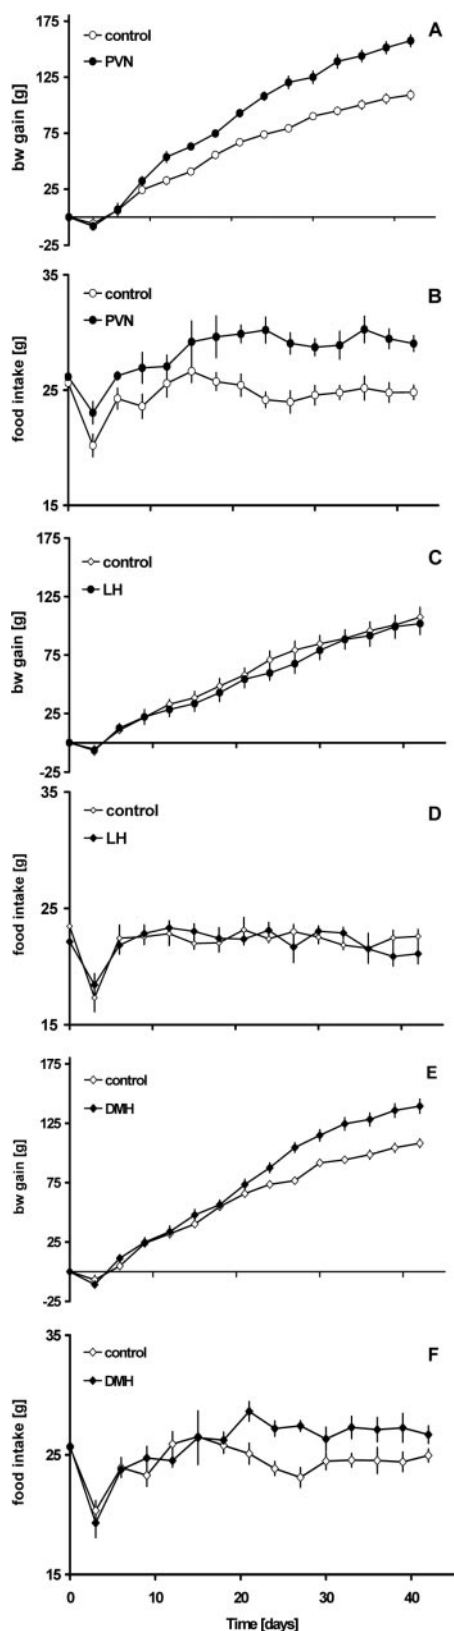 A
175
control
PVN
125
bw gain [g]
75
25
-25
B
35
control
PVN
food intake [g]
25
15
C
175
control
LH
125
bw gain [g]
75
25
-25
D
35
control
LH
food intake [g]
25
15
E
175
control
DMH
125
bw gain [g]
75
25
-25
F
35
control
DMH
food intake [g]
25
15
0 10 20 30 40
Time [days]